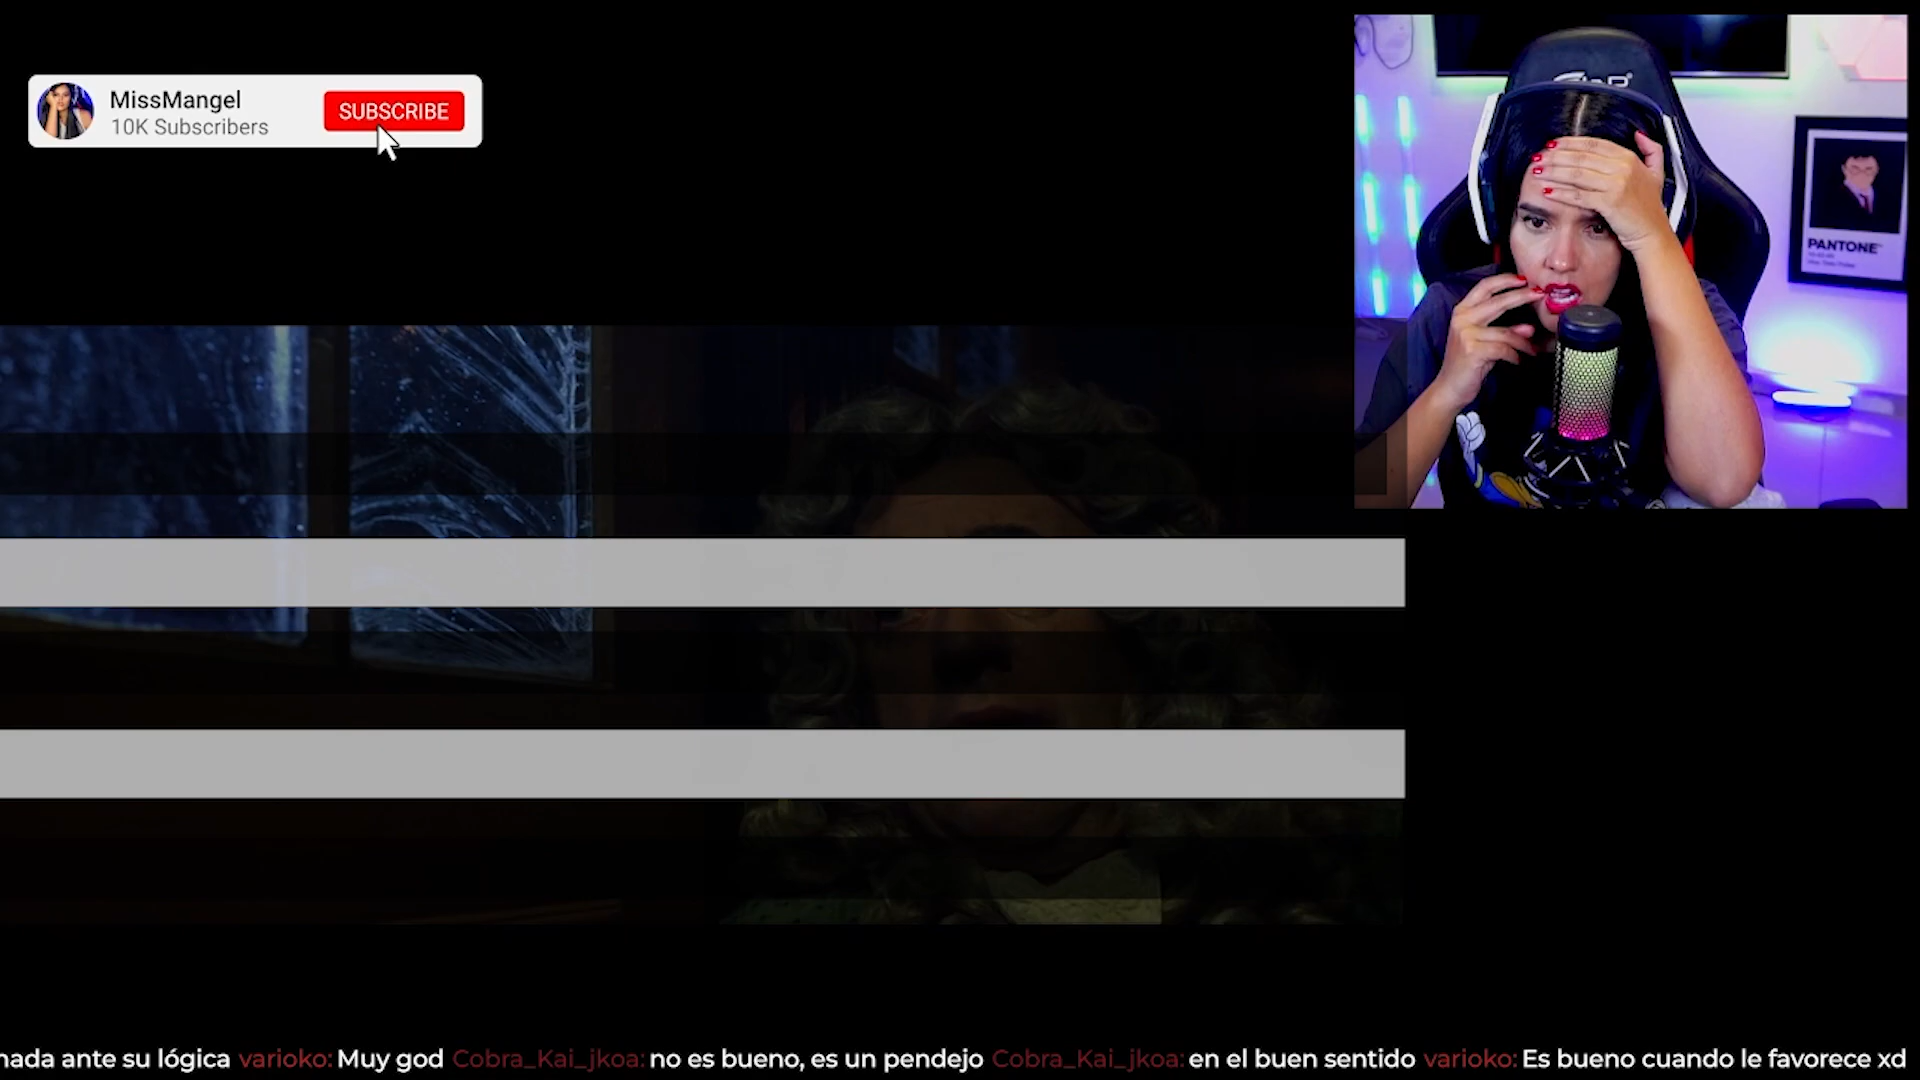 MissMangel
10K Subscribers
SUBSCRIBE
PANTONE
nada ante su lógica varioko: Muy god Cobra_Kai_jkoa: no es bueno, es un pendejo Cobra_Kai_jkoa: en el buen sentido varioko: Es bueno cuando le favorece xd